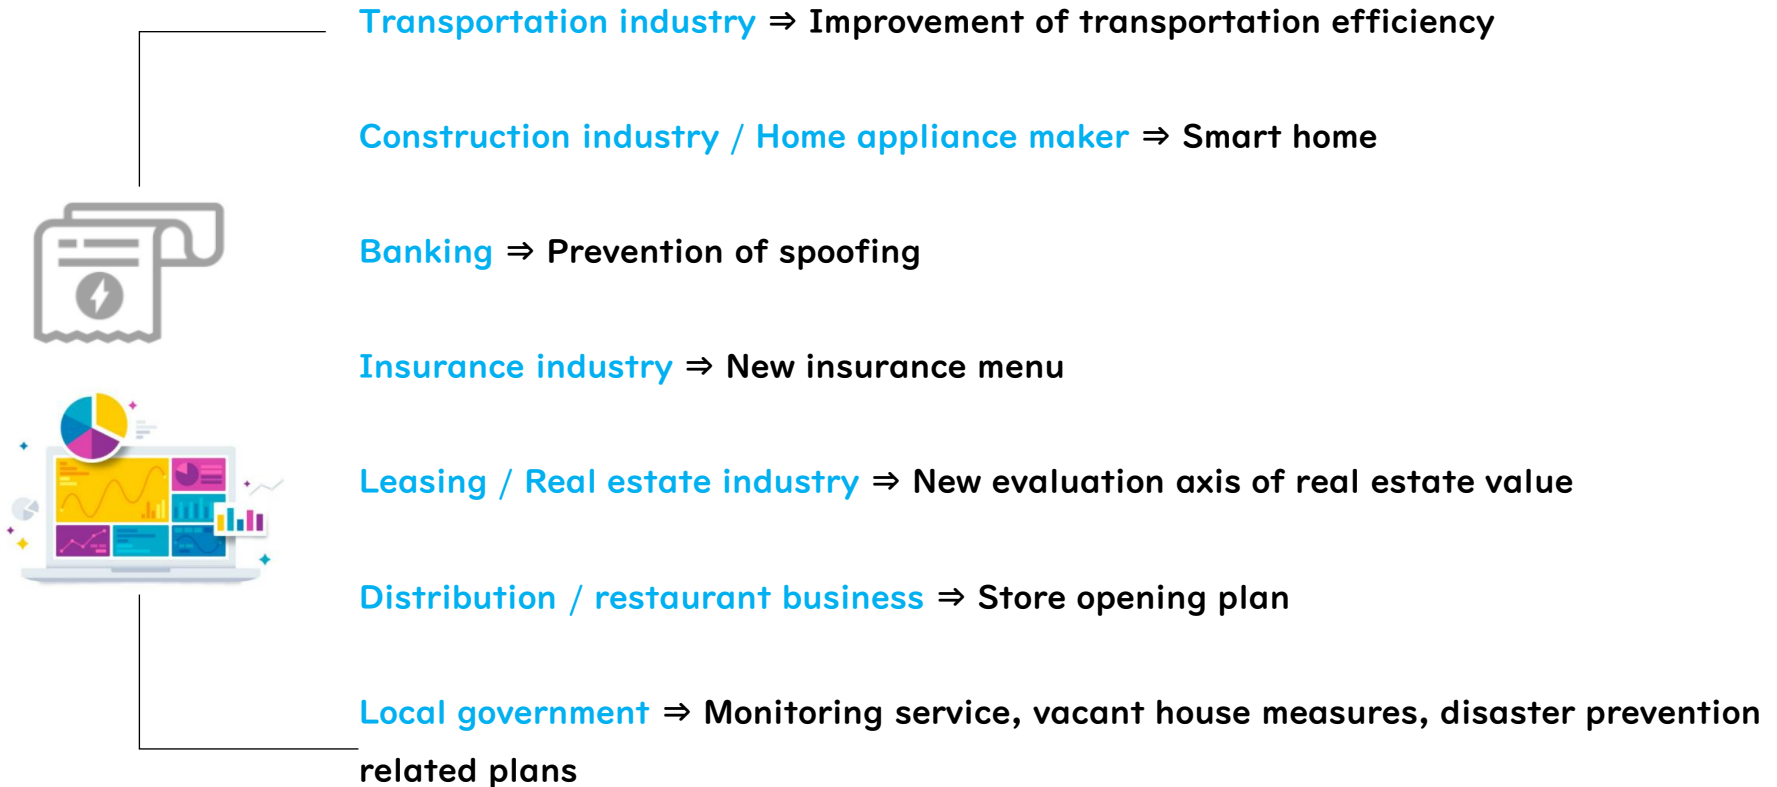 Transportation industry ⇒ Improvement of transportation efficiency
Construction industry / Home appliance maker ⇒ Smart home
Banking ⇒ Prevention of spoofing
Insurance industry ⇒ New insurance menu
Leasing / Real estate industry ⇒ New evaluation axis of real estate value
Distribution / restaurant business ⇒ Store opening plan
Local government ⇒ Monitoring service, vacant house measures, disaster prevention
related plans